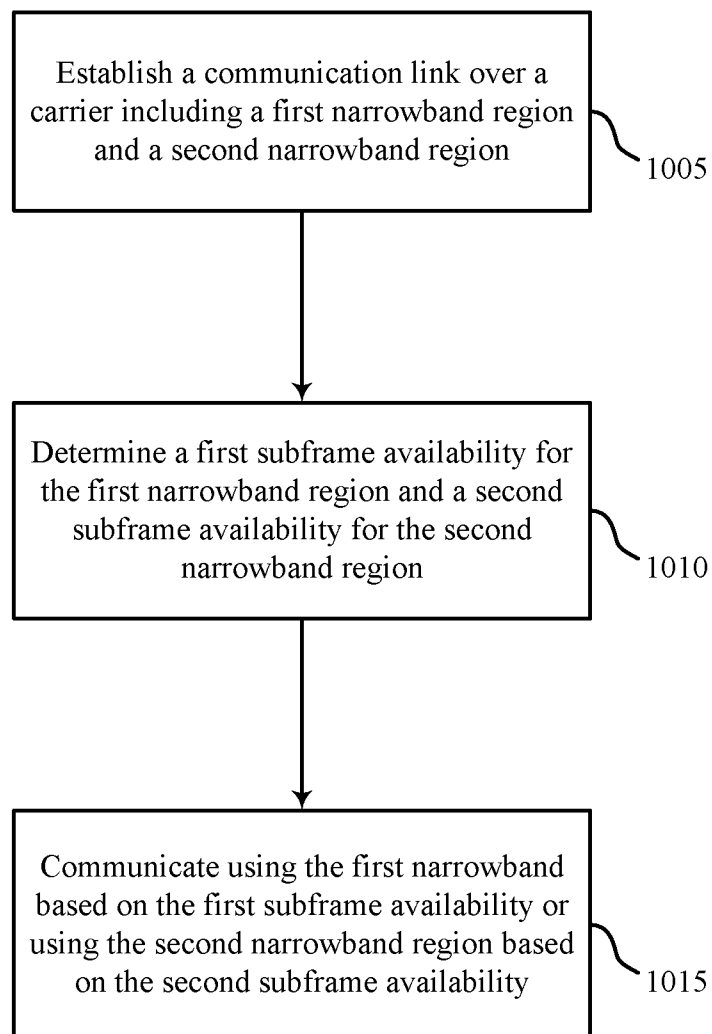 Establish a communication link over a
carrier including a first narrowband region
and a second narrowband region
1005
Determine a first subframe availability for
the first narrowband region and a second
subframe availability for the second
narrowband region
1010
Communicate using the first narrowband
based on the first subframe availability or
using the second narrowband region based
on the second subframe availability
1015